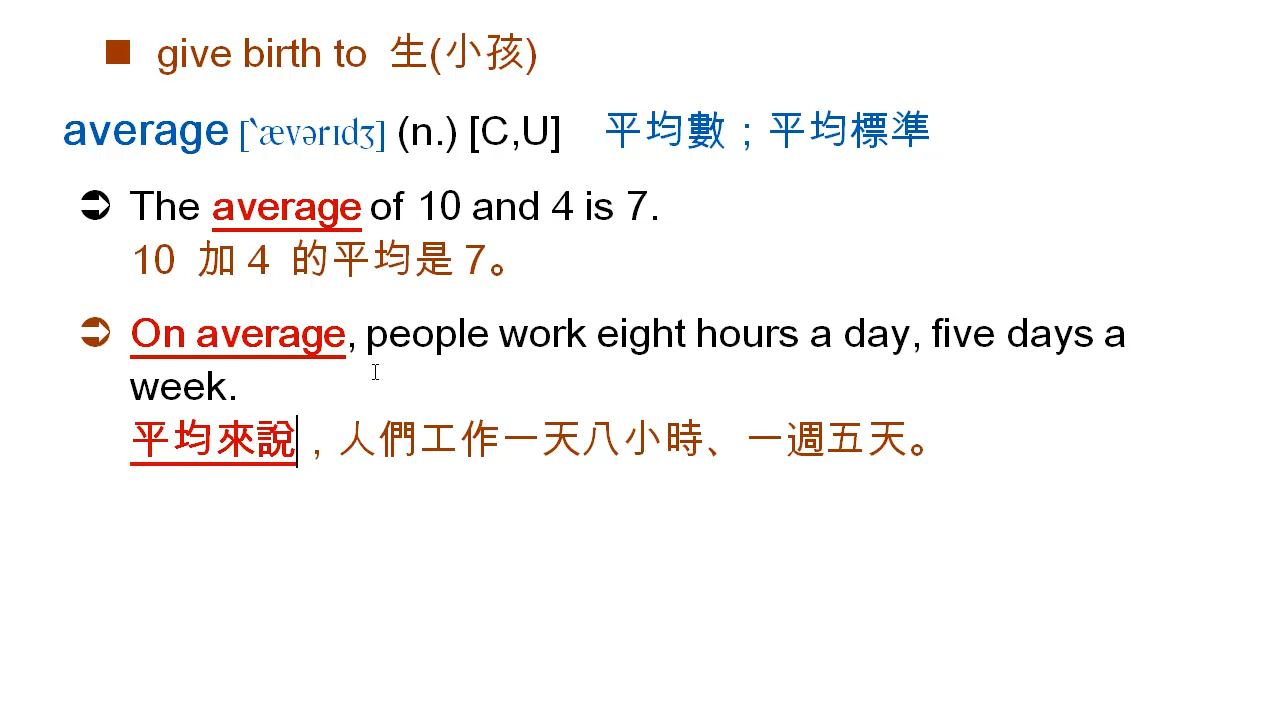 ■ give birth to 生(小孩)
average [ˋævərɪdʒ] (n.) [C,U] 平均數；平均標準
➲ The average of 10 and 4 is 7.
10 加 4 的平均是 7。
➲ On average, people work eight hours a day, five days a
week.
平均來說，人們工作一天八小時、一週五天。